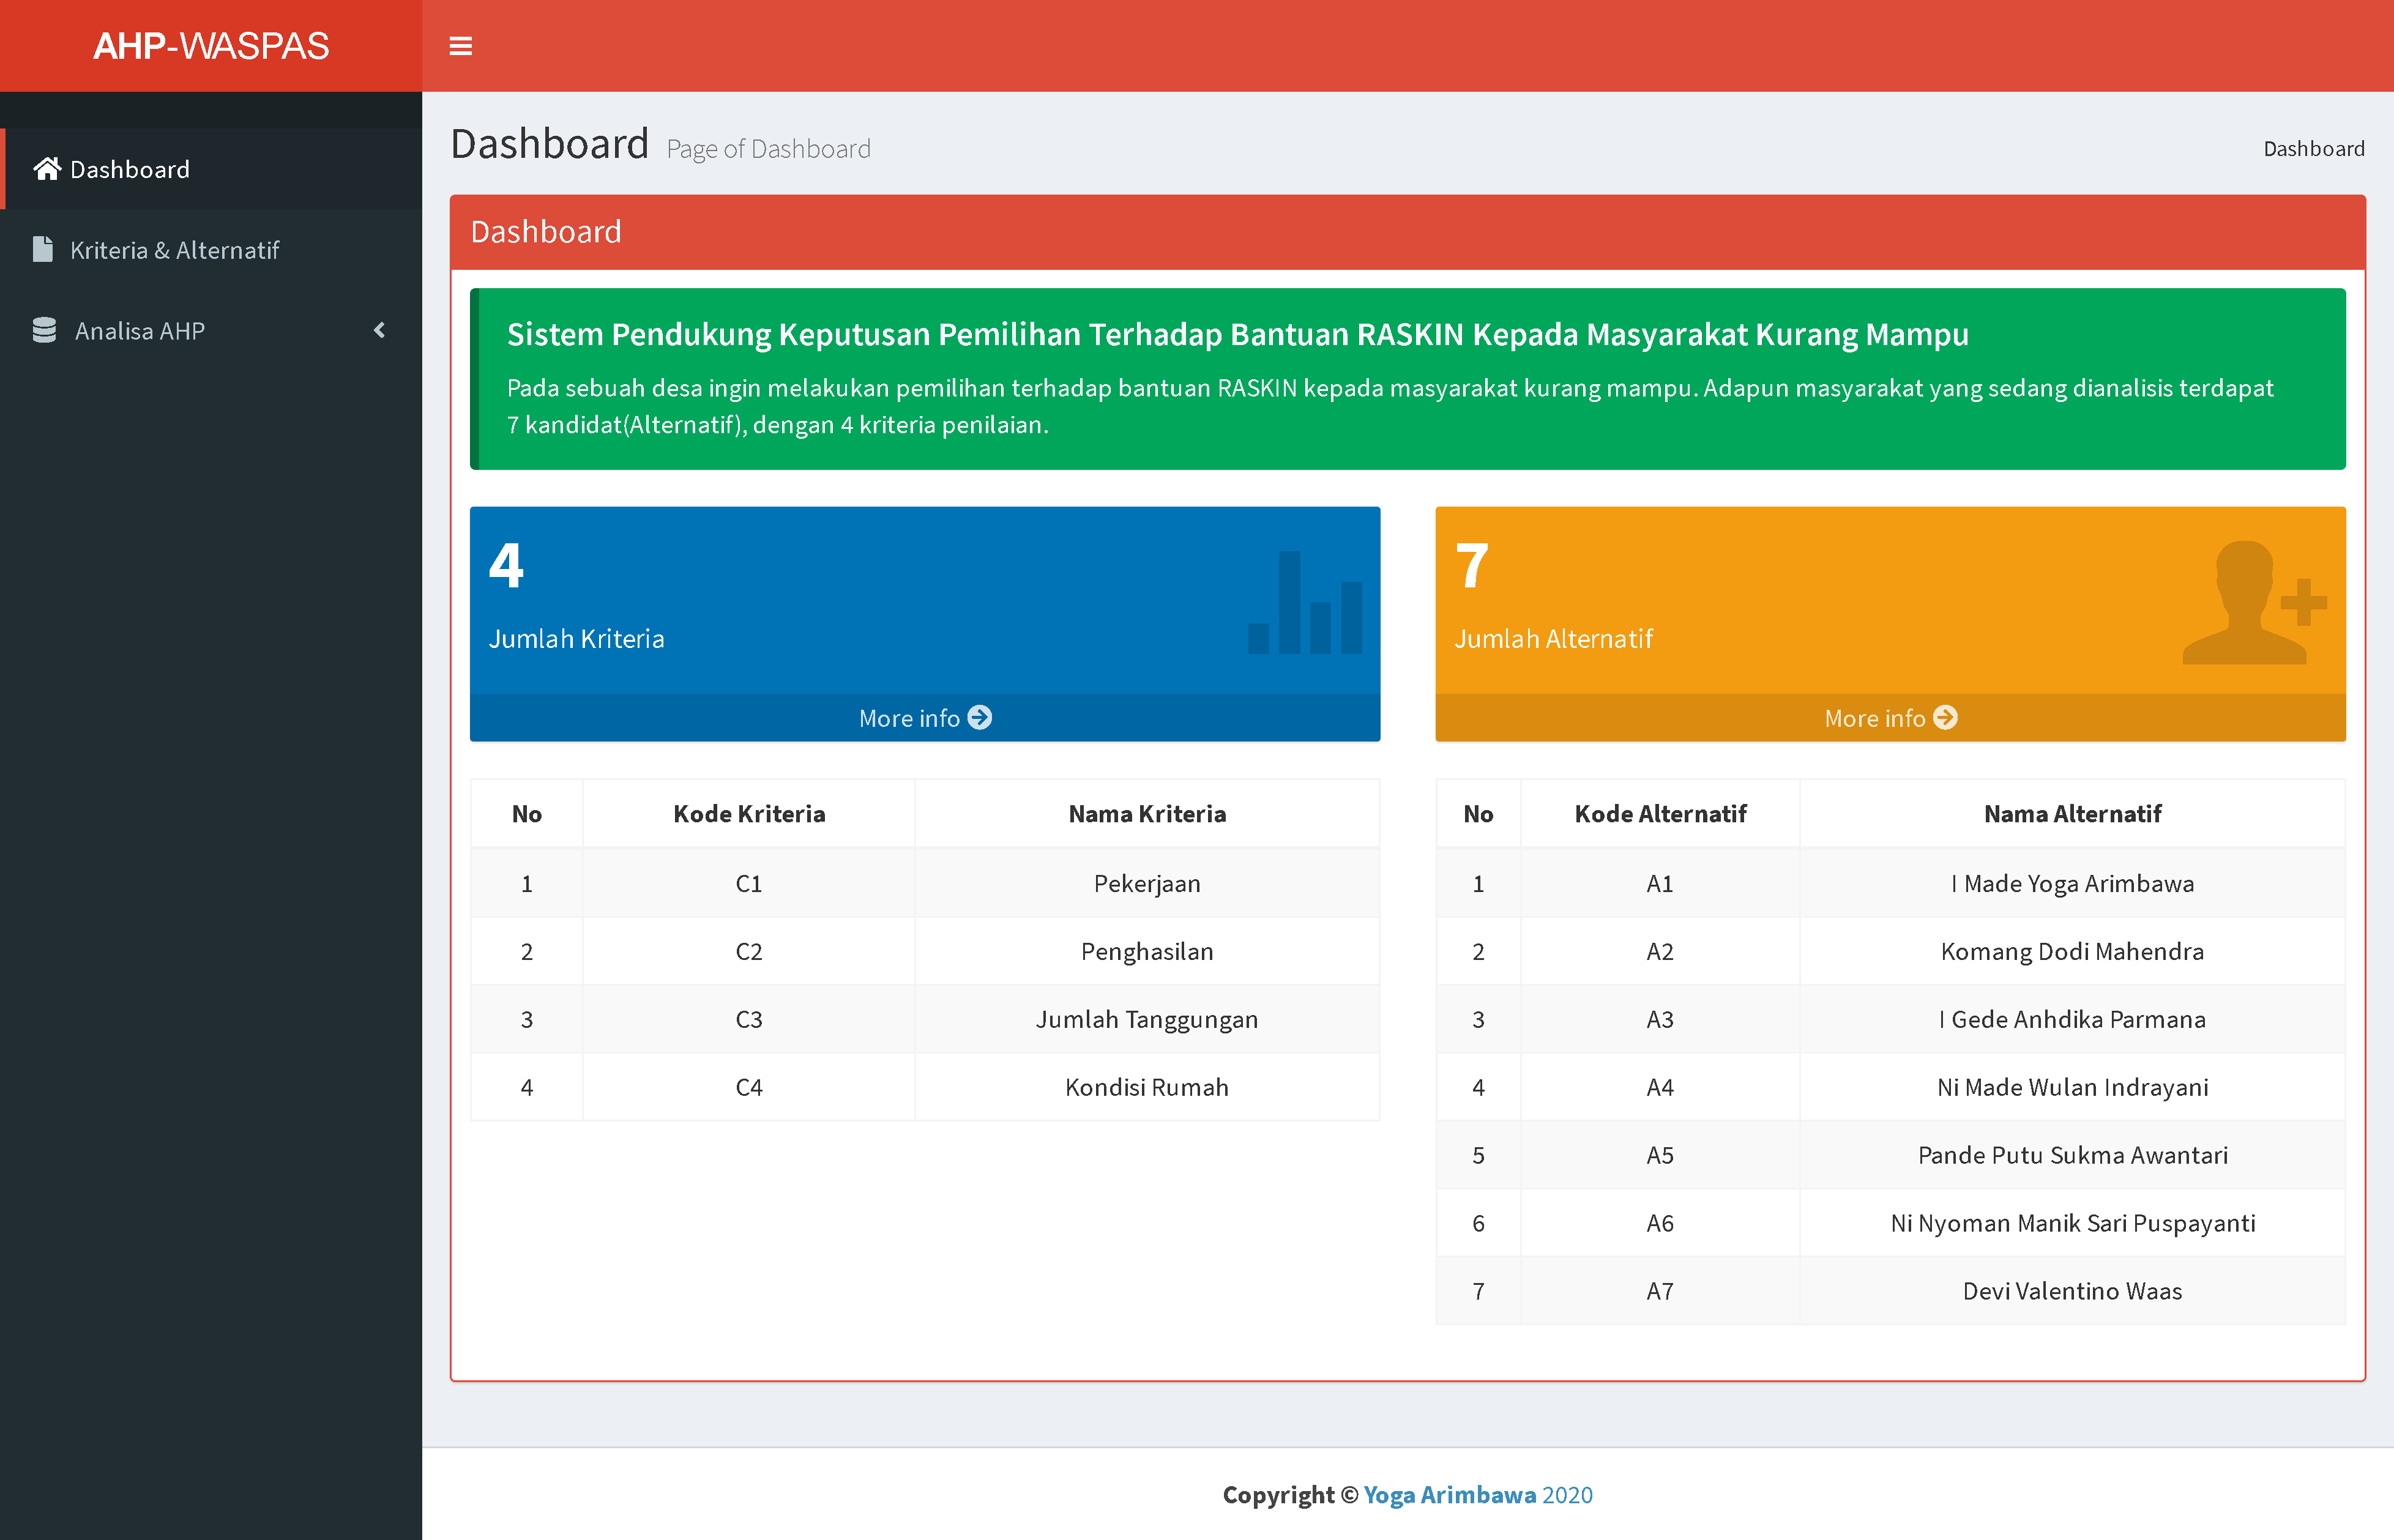 AHP-WASPAS
Dashboard
Kriteria & Alternatif
Analisa AHP
Dashboard Page of Dashboard
Dashboard
Dashboard
Sistem Pendukung Keputusan Pemilihan Terhadap Bantuan RASKIN Kepada Masyarakat Kurang Mampu
Pada sebuah desa ingin melakukan pemilihan terhadap bantuan RASKIN kepada masyarakat kurang mampu. Adapun masyarakat yang sedang dianalisis terdapat
7 kandidat(Alternatif), dengan 4 kriteria penilaian.
4
Jumlah Kriteria
More info
7
Jumlah Alternatif
More info
No Kode Kriteria Nama Kriteria
1 C1 Pekerjaan
2 C2 Penghasilan
3 C3 Jumlah Tanggungan
4 C4 Kondisi Rumah
No Kode Alternatif Nama Alternatif
1 A1 I Made Yoga Arimbawa
2 A2 Komang Dodi Mahendra
3 A3 I Gede Anhdika Parmana
4 A4 Ni Made Wulan Indrayani
5 A5 Pande Putu Sukma Awantari
6 A6 Ni Nyoman Manik Sari Puspayanti
7 A7 Devi Valentino Waas
Copyright © Yoga Arimbawa 2020